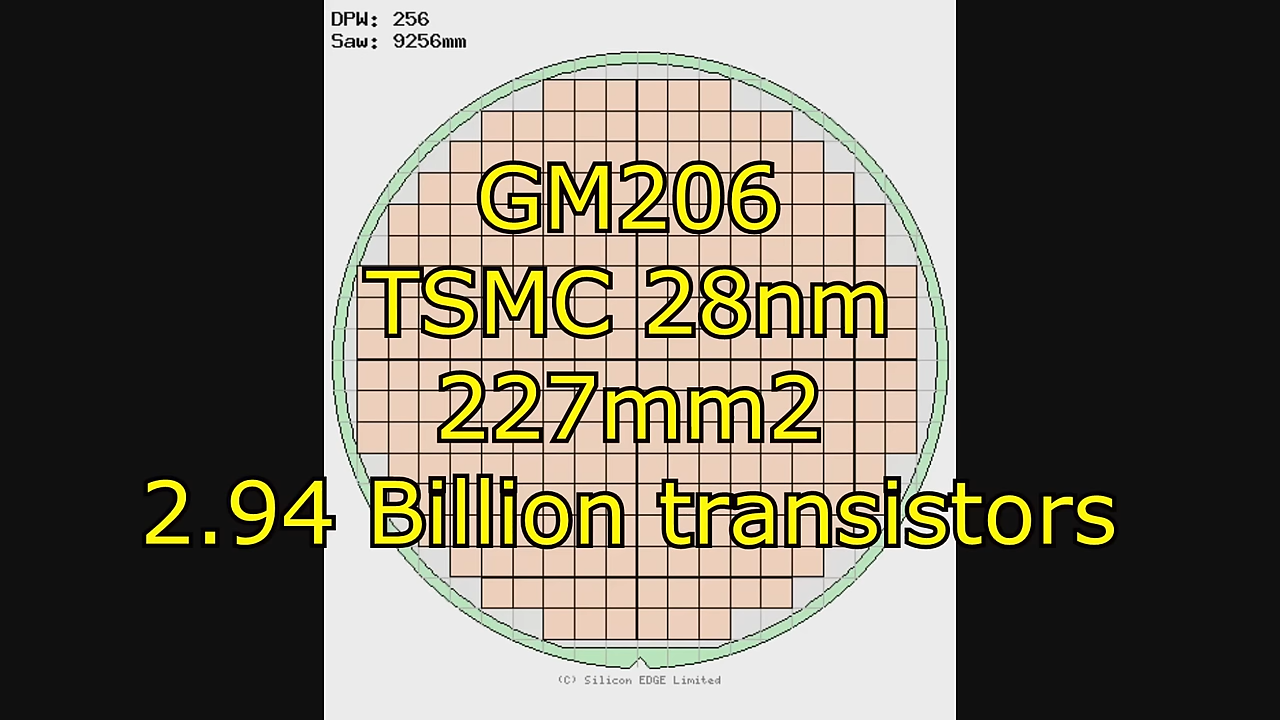 DPW: 256
Saw: 9256mm
GM206
TSMC 28nm
227mm2
2.94 Billion transistors
(C) Silicon EDGE Limited